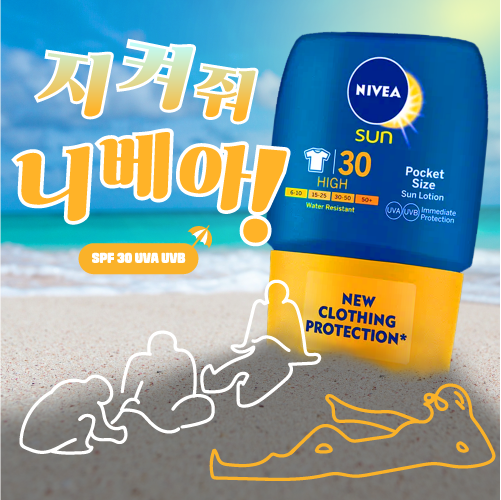 지켜줘
니베아!
SPF 30 UVA UVB
NIVEA
sun
30
HIGH
6-10 15-25 30-50 50+
Water Resistant
Pocket
Size
Sun Lotion
UVA UVB Immediate
Protection
NEW
CLOTHING
PROTECTION*